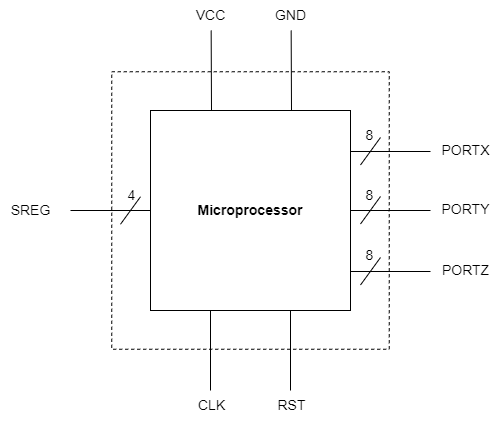 VCC
GND
8
PORTX
4
8
SREG
Microprocessor
PORTY
8
PORTZ
CLK
RST